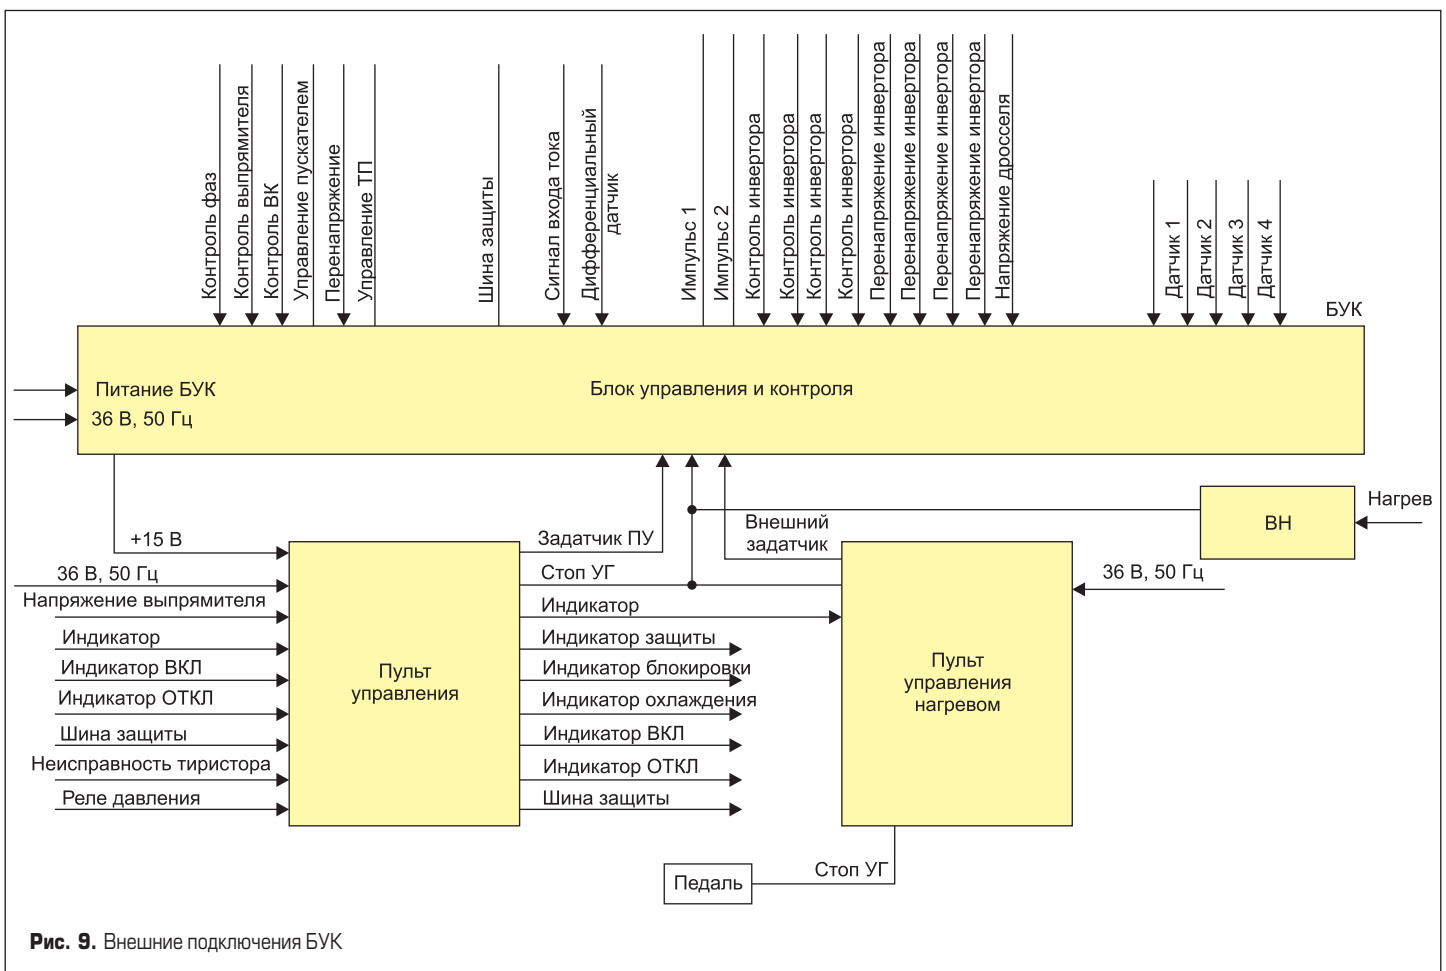 Контроль фаз
Контроль выпрямителя
Контроль ВК
Управление пускателем
Перенапряжение
Управление ТП
Шина защиты
Сигнал входа тока
Дифференциальный
датчик
Импульс 1
Импульс 2
Контроль инвертора
Контроль инвертора
Контроль инвертора
Контроль инвертора
Перенапряжение инвертора
Перенапряжение инвертора
Перенапряжение инвертора
Перенапряжение инвертора
Напряжение дросселя
Датчик 1
Датчик 2
Датчик 3
Датчик 4
БУК
Питание БУК
36 В, 50 Гц
Блок управления и контроля
+15 В
36 В, 50 Гц
Напряжение выпрямителя
Индикатор
Индикатор ВКЛ
Индикатор ОТКЛ
Шина защиты
Неисправность тиристора
Реле давления
Пульт
управления
Задатчик ПУ
Стоп УГ
Индикатор
Индикатор защиты
Индикатор блокировки
Индикатор охлаждения
Индикатор ВКЛ
Индикатор ОТКЛ
Шина защиты
Внешний
задатчик
Пульт
управления
нагревом
ВН
Нагрев
36 В, 50 Гц
Педаль
Стоп УГ
Рис. 9. Внешние подключения БУК